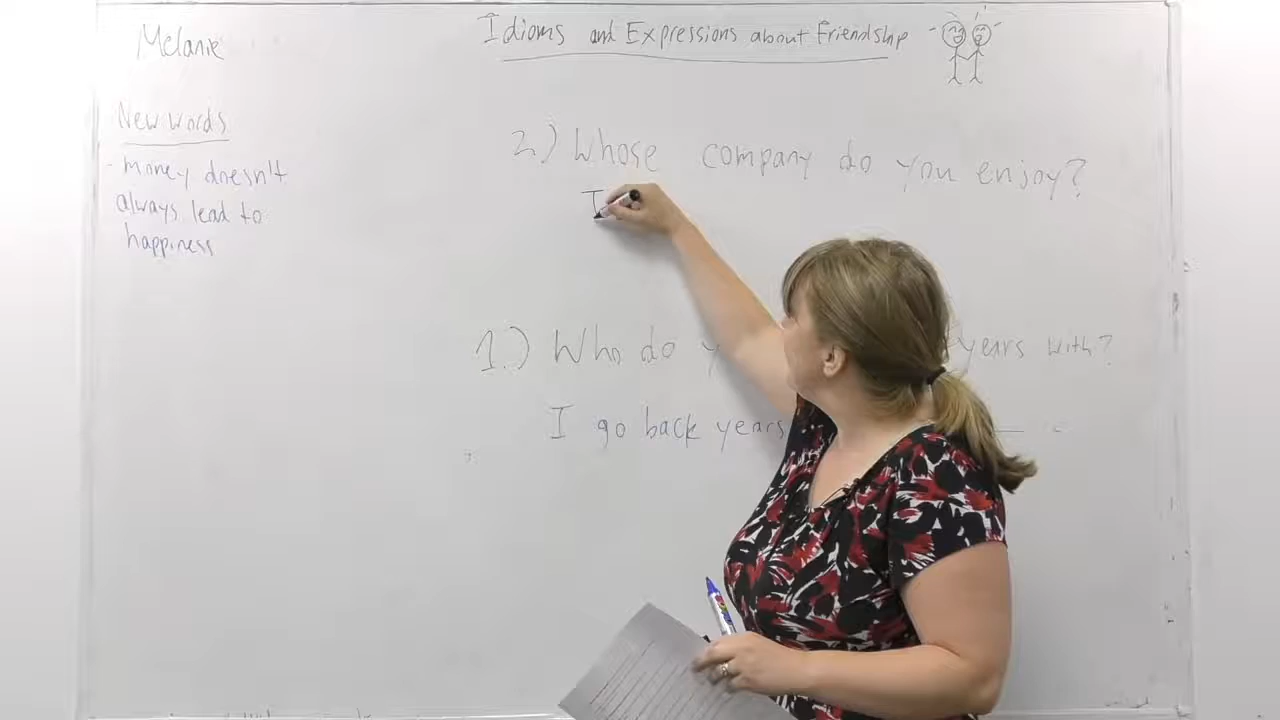 Melanie
Idioms and Expressions about Friendship
New words
- Money doesn't
always lead to
happiness
2.) Whose company do you enjoy?
I
1.) Who do years with?
I go back years